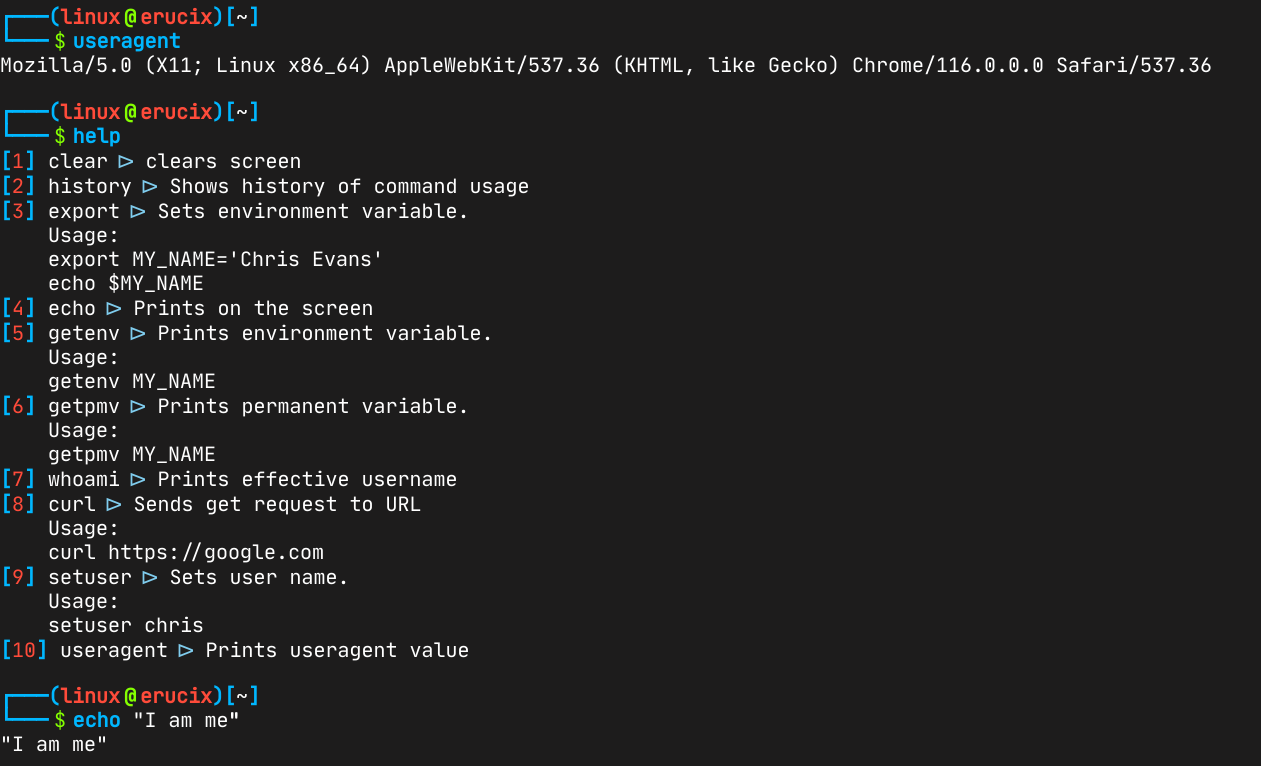 (linux@erucix)[~]
$ useragent
Mozilla/5.0 (X11; Linux x86_64) AppleWebKit/537.36 (KHTML, like Gecko) Chrome/116.0.0.0 Safari/537.36
(linux@erucix)[~]
$ help
[1] clear ▷ clears screen
[2] history ▷ Shows history of command usage
[3] export ▷ Sets environment variable.
Usage:
export MY_NAME='Chris Evans'
echo $MY_NAME
[4] echo ▷ Prints on the screen
[5] getenv ▷ Prints environment variable.
Usage:
getenv MY_NAME
[6] getpmv ▷ Prints permanent variable.
Usage:
getpmv MY_NAME
[7] whoami ▷ Prints effective username
[8] curl ▷ Sends get request to URL
Usage:
curl https://google.com
[9] setuser ▷ Sets user name.
Usage:
setuser chris
[10] useragent ▷ Prints useragent value
(linux@erucix)[~]
$ echo "I am me"
"I am me"